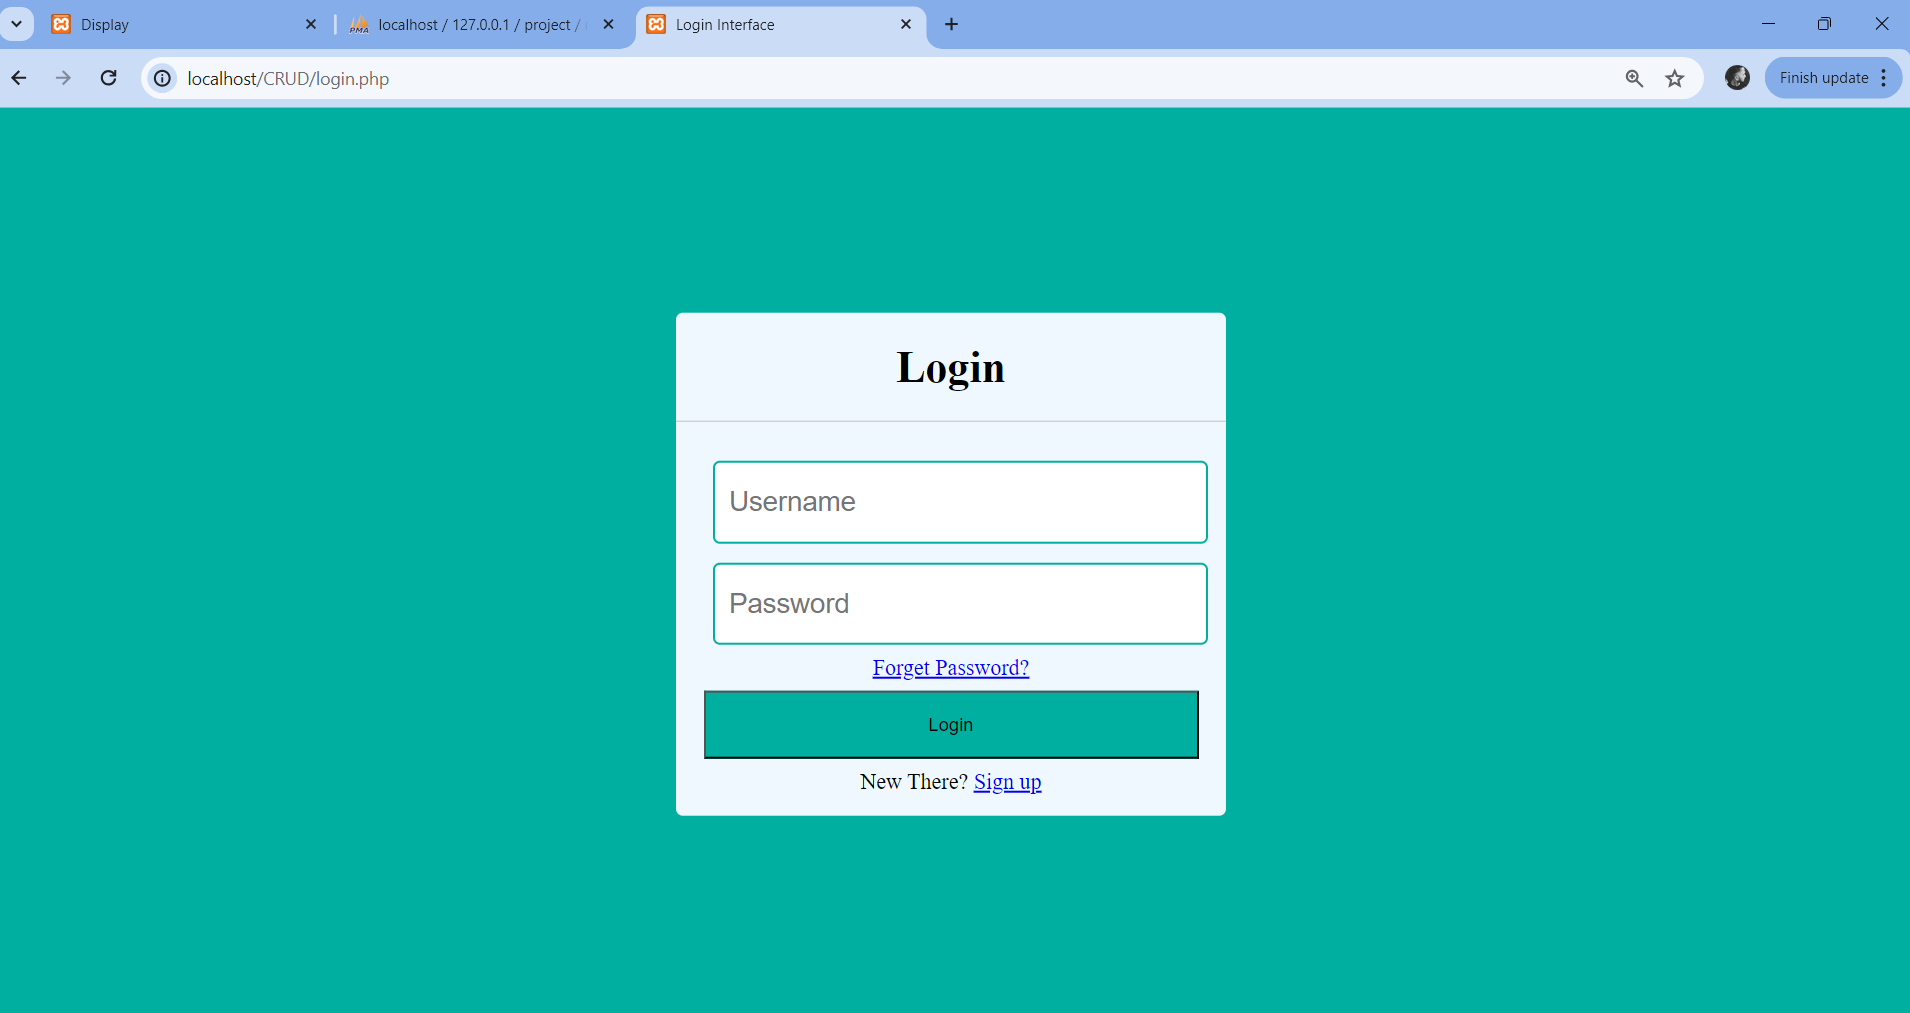 Display
localhost / 127.0.0.1 / project /
Login Interface
localhost/CRUD/login.php
Finish update
Login
Username
Password
Forget Password?
Login
New There? Sign up